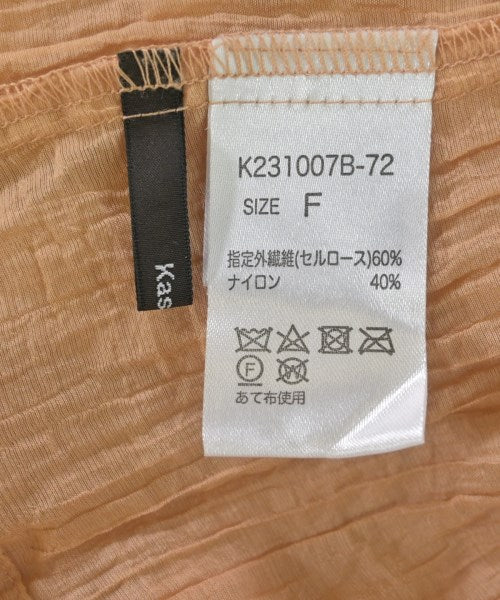 K231007B-72
SIZE F
指定外繊維(セルロース)60%
ナイロン 40%
F W
あて布使用
Kas